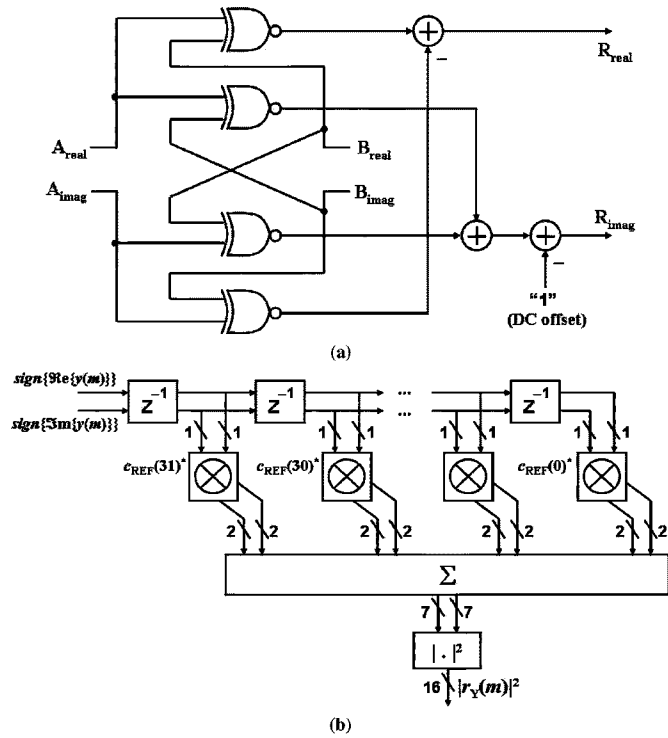 R_real
A_real B_real
A_imag B_imag
R_imag
“1”
(DC offset)
(a)
sign{ℜe{y(m)}}
sign{ℑm{y(m)}}
z⁻¹ z⁻¹ ... z⁻¹
...
1 1 1 1 1 1 1 1
c_REF(31)* c_REF(30)* c_REF(0)*
2 2 2 2 2 2 2 2
Σ
7 7
| · |²
16 |r_Y(m)|²
(b)